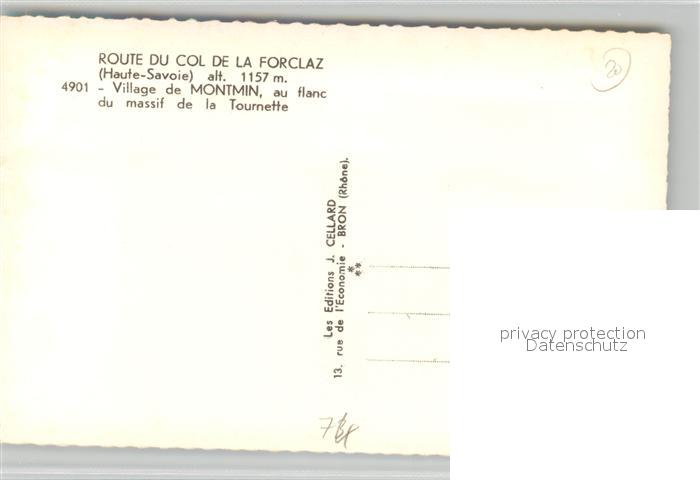 ROUTE DU COL DE LA FORCLAZ
(Haute-Savoie) alt. 1157 m.
4901 - Village de MONTMIN, au flanc
du massif de la Tournette
20
Les Editions J. CELLARD
13, rue de l'Economie - BRON (Rhône).
privacy protection
Datenschutz